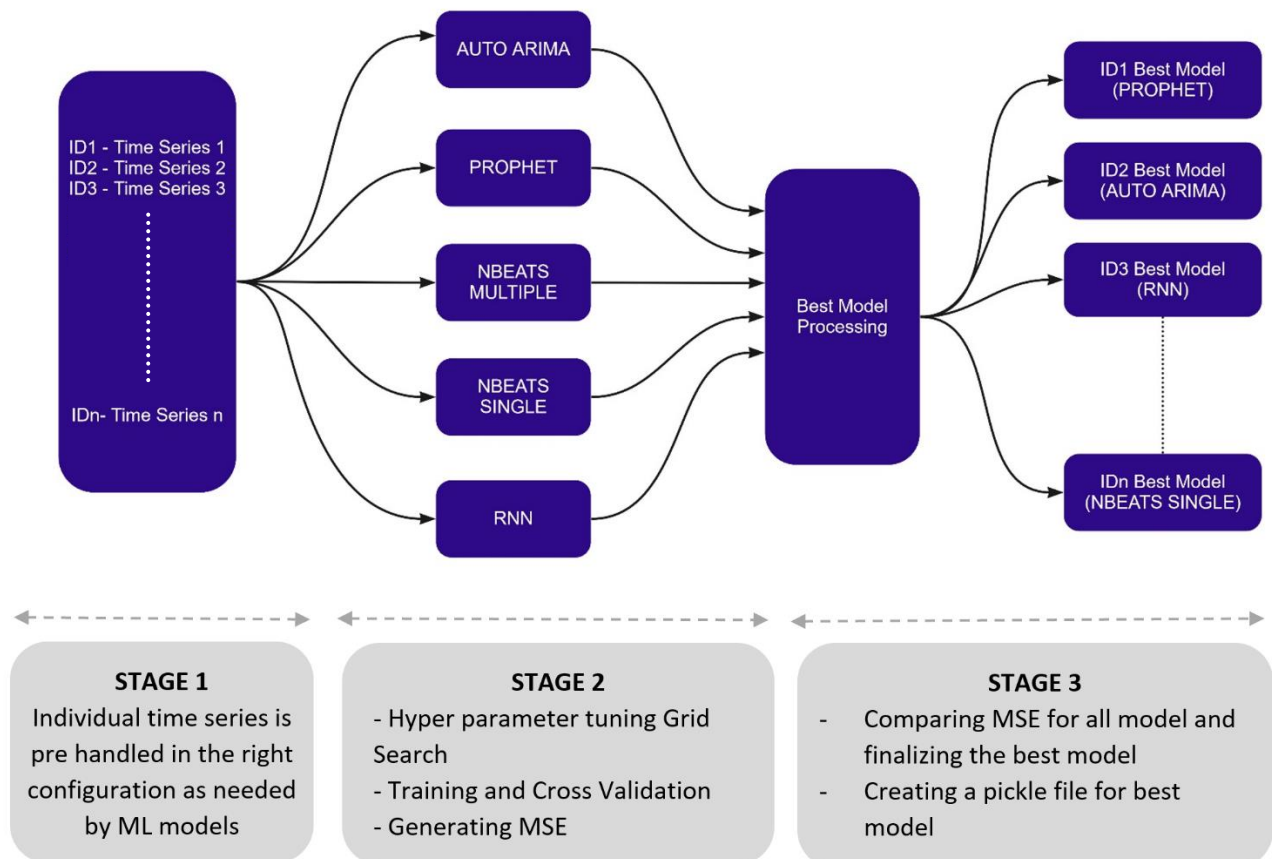 ID1 - Time Series 1
ID2 - Time Series 2
ID3 - Time Series 3
IDn- Time Series n
AUTO ARIMA
PROPHET
NBEATS
MULTIPLE
NBEATS
SINGLE
RNN
Best Model
Processing
ID1 Best Model
(PROPHET)
ID2 Best Model
(AUTO ARIMA)
ID3 Best Model
(RNN)
IDn Best Model
(NBEATS SINGLE)
STAGE 1
Individual time series is
pre handled in the right
configuration as needed
by ML models
STAGE 2
- Hyper parameter tuning Grid
Search
- Training and Cross Validation
- Generating MSE
STAGE 3
- Comparing MSE for all model and
finalizing the best model
- Creating a pickle file for best
model